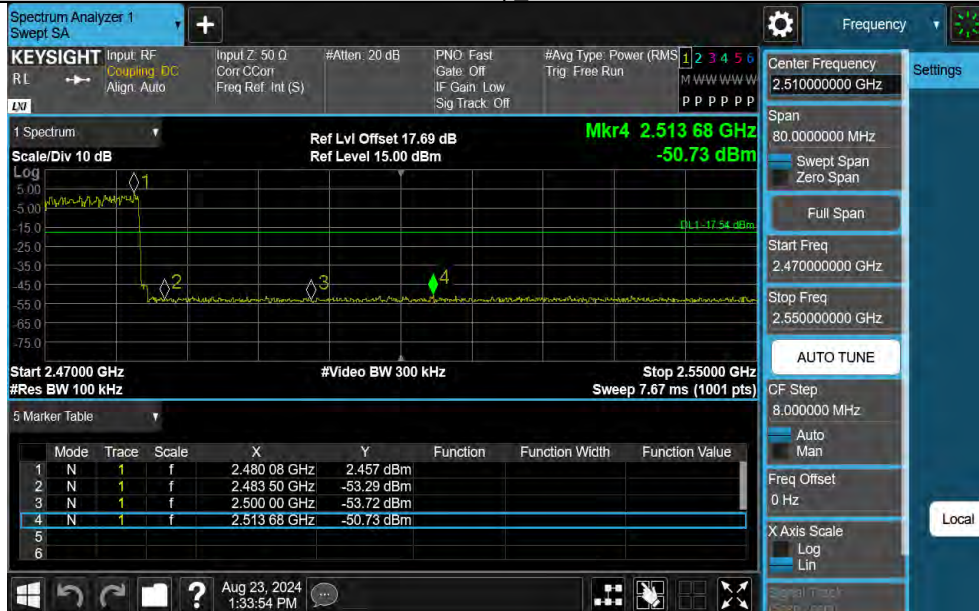 Spectrum Analyzer 1
Swept SA
+
Frequency
KEYSIGHT
RL
LXI
Input: RF
Coupling: DC
Align: Auto
Input Z: 50 Ω
Corr CCorr
Freq Ref: Int (S)
#Atten: 20 dB
PNO: Fast
Gate: Off
IF Gain: Low
Sig Track: Off
#Avg Type: Power (RMS
Trig: Free Run
1 2 3 4 5 6
M W W W W W
P P P P P P
1 Spectrum
Scale/Div 10 dB
Ref Lvl Offset 17.69 dB
Ref Level 15.00 dBm
Mkr4 2.513 68 GHz
-50.73 dBm
Log
5.00
-5.00
-15.0
-25.0
-35.0
-45.0
-55.0
-65.0
-75.0
1
2
3
4
DL1 -17.54 dBm
Start 2.47000 GHz
#Video BW 300 kHz
Stop 2.55000 GHz
#Res BW 100 kHz
Sweep 7.67 ms (1001 pts)
5 Marker Table
Mode Trace Scale X Y Function Function Width Function Value
1 N 1 f 2.480 08 GHz 2.457 dBm
2 N 1 f 2.483 50 GHz -53.29 dBm
3 N 1 f 2.500 00 GHz -53.72 dBm
4 N 1 f 2.513 68 GHz -50.73 dBm
5
6
?
Aug 23, 2024
1:33:54 PM
Center Frequency
2.510000000 GHz
Settings
Span
80.0000000 MHz
Swept Span
Zero Span
Full Span
Start Freq
2.470000000 GHz
Stop Freq
2.550000000 GHz
AUTO TUNE
CF Step
8.000000 MHz
Auto
Man
Freq Offset
0 Hz
X Axis Scale
Log
Lin
Local
Signal Track